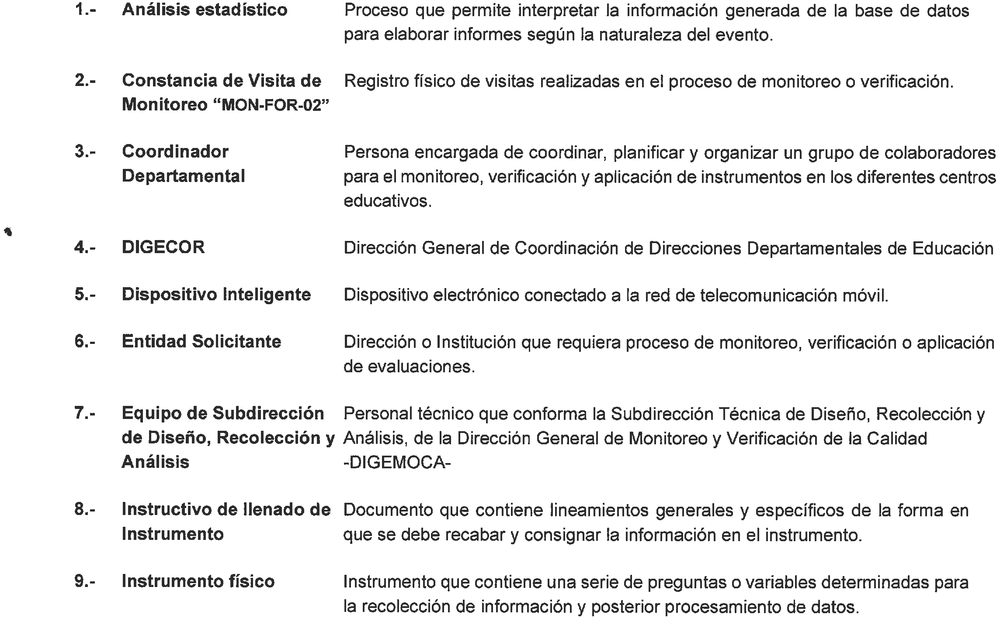 1.- Análisis estadístico Proceso que permite interpretar la información generada de la base de datos
para elaborar informes según la naturaleza del evento.
2.- Constancia de Visita de Registro físico de visitas realizadas en el proceso de monitoreo o verificación.
Monitoreo “MON-FOR-02”
3.- Coordinador Persona encargada de coordinar, planificar y organizar un grupo de colaboradores
Departamental para el monitoreo, verificación y aplicación de instrumentos en los diferentes centros
educativos.
4.- DIGECOR Dirección General de Coordinación de Direcciones Departamentales de Educación
5.- Dispositivo Inteligente Dispositivo electrónico conectado a la red de telecomunicación móvil.
6.- Entidad Solicitante Dirección o Institución que requiera proceso de monitoreo, verificación o aplicación
de evaluaciones.
7.- Equipo de Subdirección Personal técnico que conforma la Subdirección Técnica de Diseño, Recolección y
de Diseño, Recolección y Análisis, de la Dirección General de Monitoreo y Verificación de la Calidad
Análisis -DIGEMOCA-
8.- Instructivo de llenado de Documento que contiene lineamientos generales y específicos de la forma en
Instrumento que se debe recabar y consignar la información en el instrumento.
9.- Instrumento físico Instrumento que contiene una serie de preguntas o variables determinadas para
la recolección de información y posterior procesamiento de datos.